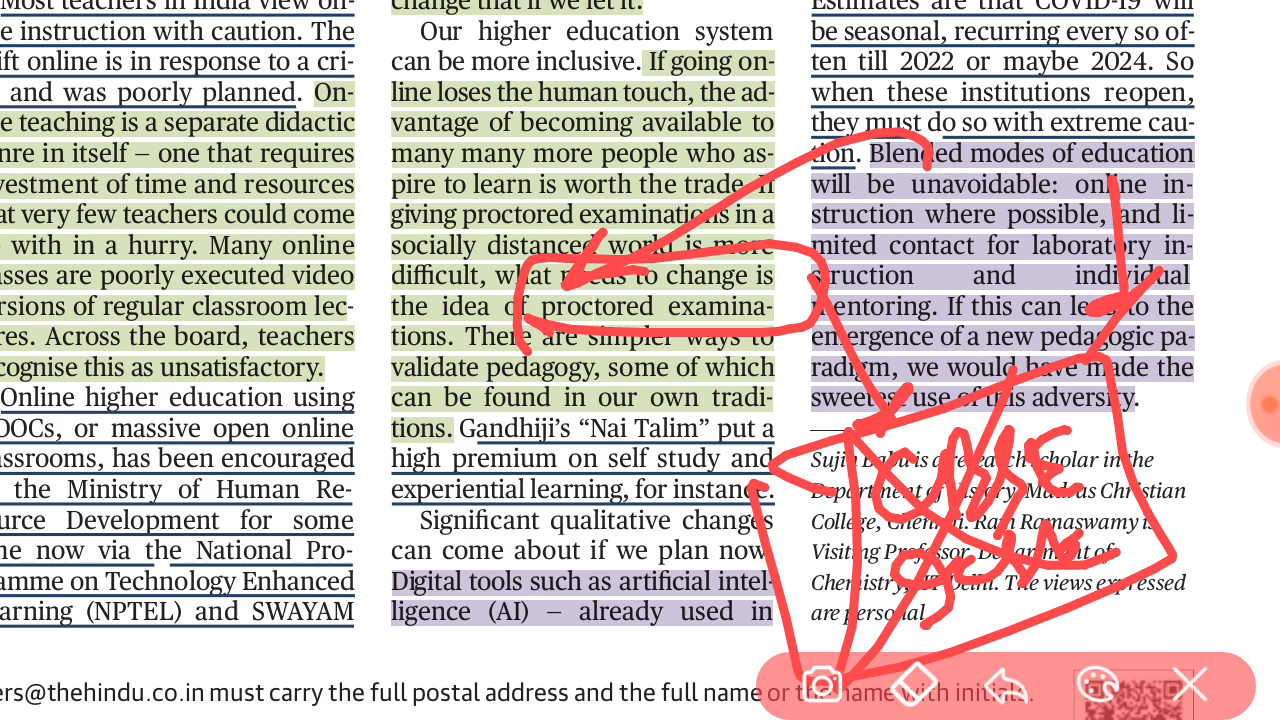 Most teachers in India view on-
e instruction with caution. The
ift online is in response to a cri-
and was poorly planned. On-
e teaching is a separate didactic
nre in itself – one that requires
vestment of time and resources
at very few teachers could come
with in a hurry. Many online
asses are poorly executed video
rsions of regular classroom lec-
res. Across the board, teachers
cognise this as unsatisfactory.
Online higher education using
OOCs, or massive open online
assrooms, has been encouraged
the Ministry of Human Re-
urce Development for some
me now via the National Pro-
amme on Technology Enhanced
earning (NPTEL) and SWAYAM
change that if we let it.
Our higher education system
can be more inclusive. If going on-
line loses the human touch, the ad-
vantage of becoming available to
many many more people who as-
pire to learn is worth the trade. If
giving proctored examinations in a
socially distanced world is more
difficult, what needs to change is
the idea of proctored examina-
tions. There are simpler ways to
validate pedagogy, some of which
can be found in our own tradi-
tions. Gandhiji's “Nai Talim” put a
high premium on self study and
experiential learning, for instance.
Significant qualitative changes
can come about if we plan now.
Digital tools such as artificial intel-
ligence (AI) – already used in
Estimates are that COVID-19 will
be seasonal, recurring every so of-
ten till 2022 or maybe 2024. So
when these institutions reopen,
they must do so with extreme cau-
tion. Blended modes of education
will be unavoidable: online in-
struction where possible, and li-
mited contact for laboratory in-
struction and individual
mentoring. If this can lead to the
emergence of a new pedagogic pa-
radigm, we would have made the
sweetest use of this adversity.
Sujin Babu is a research scholar in the
Department of History, Madras Christian
College, Chennai. Ram Ramaswamy is
Visiting Professor, Department of
Chemistry, IIT Delhi. The views expressed
are personal
ers@thehindu.co.in must carry the full postal address and the full name or the name with initials.